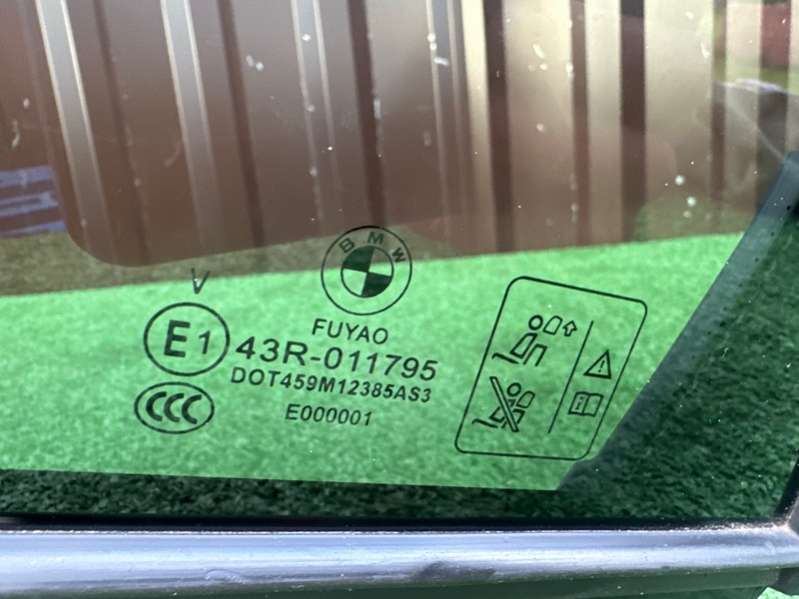 BMW
V
FUYAO
E1
43R-011795
DOT459M12385AS3
CCC
E000001